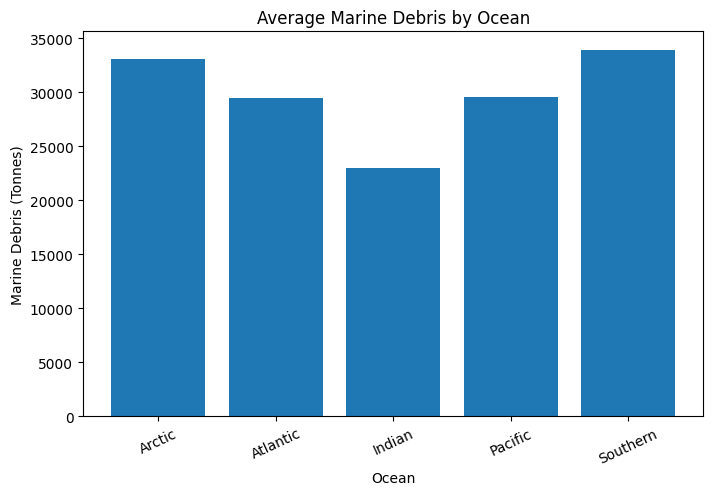 Average Marine Debris by Ocean
Marine Debris (Tonnes)
35000
30000
25000
20000
15000
10000
5000
0
Arctic
Atlantic
Indian
Pacific
Southern
Ocean